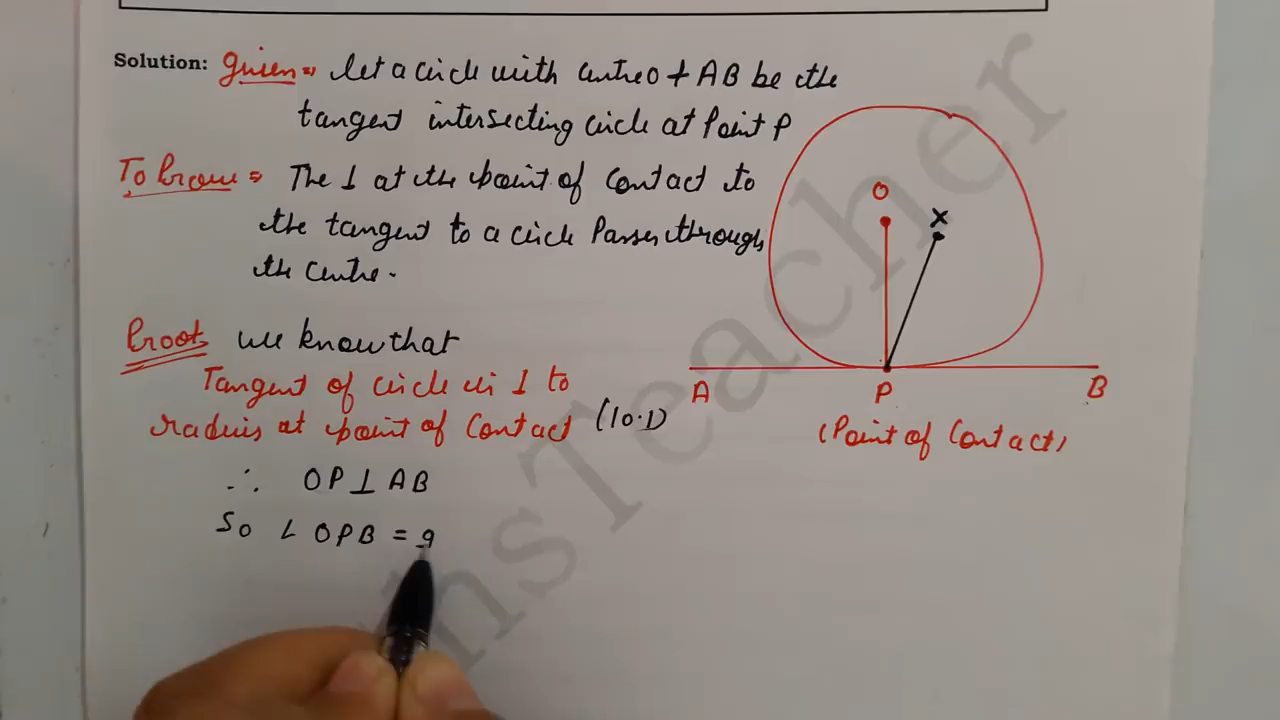 Solution: Given= let a circle with centre O + AB be the
tangent intersecting circle at Point P
To Prove = The ⊥ at the point of contact to
the tangent to a circle Passes through
the centre.
Proof we know that
Tangent of circle is ⊥ to
radius at point of Contact (10.1)
∴ OP ⊥ AB
So ∠ OPB = 9
O
X
A P B
(Point of Contact)
nsTeacher